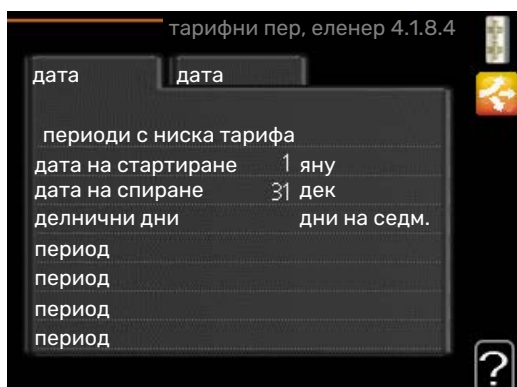 тарифни пер, еленер 4.1.8.4
дата дата
периоди с ниска тарифа
дата на стартиране 1 яну
дата на спиране 31 дек
делнични дни дни на седм.
период
период
период
период
?